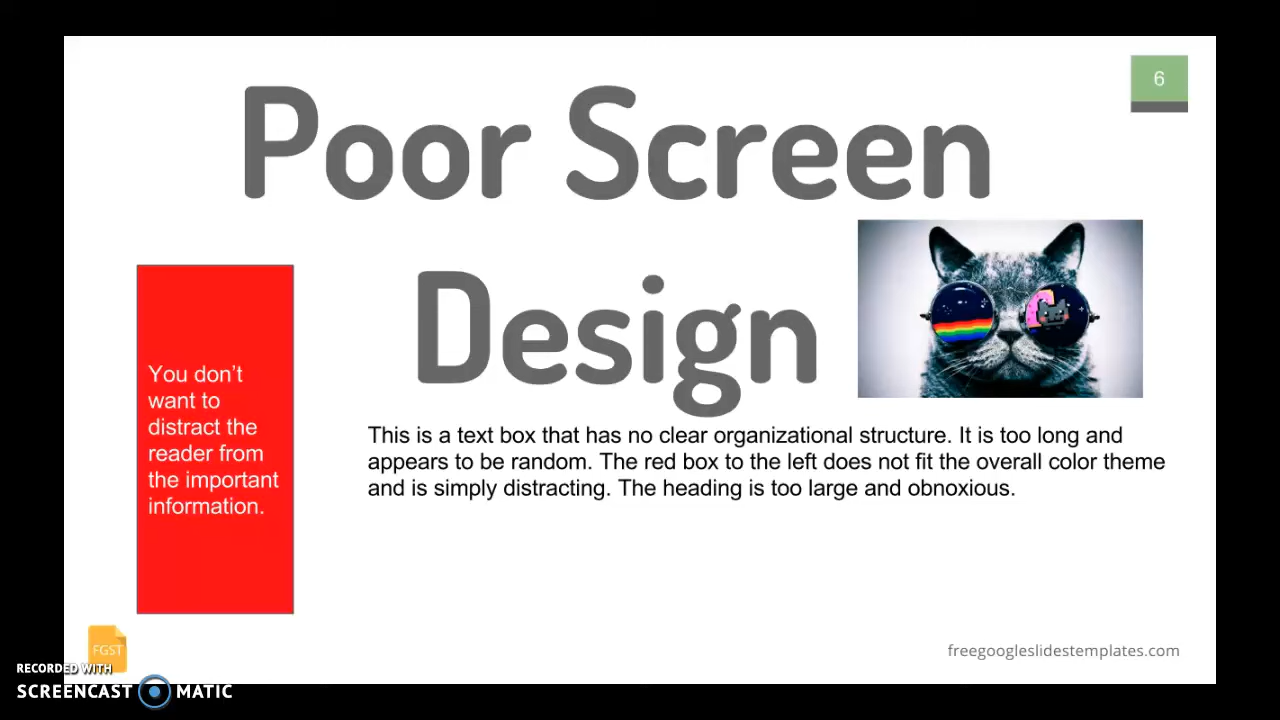 Poor Screen
Design
6
You don't
want to
distract the
reader from
the important
information.
This is a text box that has no clear organizational structure. It is too long and
appears to be random. The red box to the left does not fit the overall color theme
and is simply distracting. The heading is too large and obnoxious.
FGST
freegoogleslidestemplates.com
RECORDED WITH
SCREENCAST MATIC